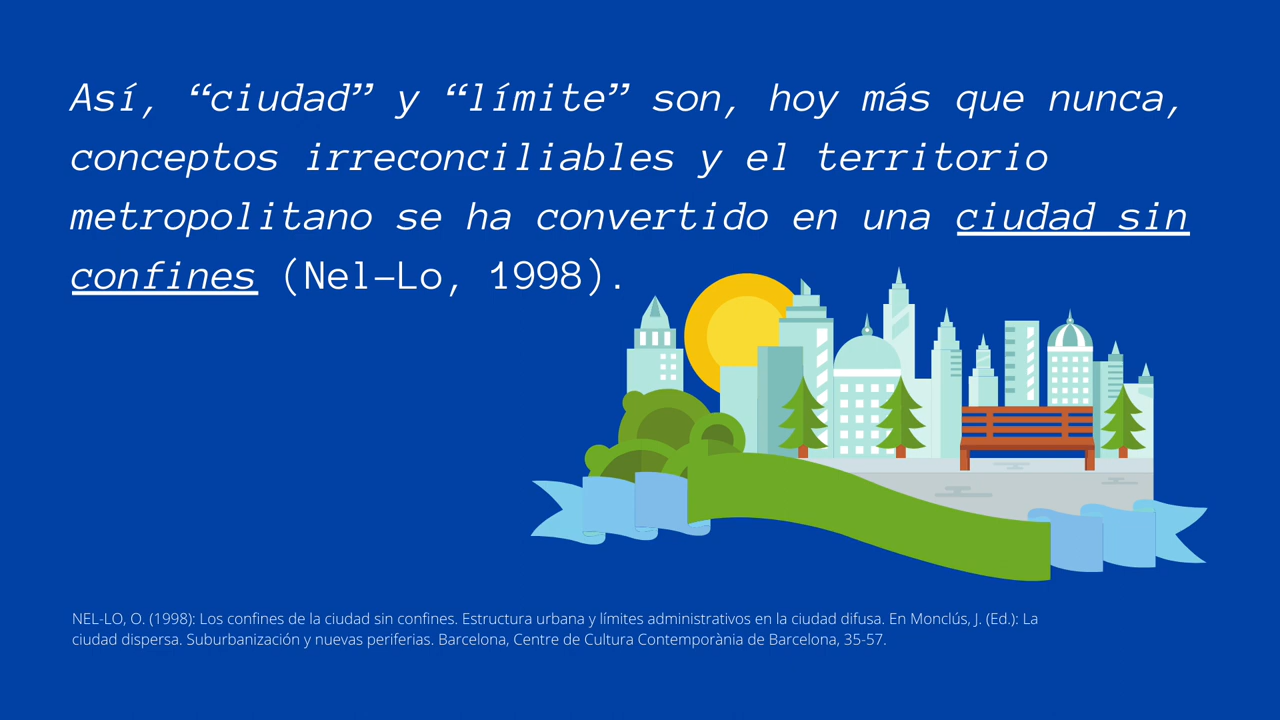 Así, “ciudad” y “límite” son, hoy más que nunca,
conceptos irreconciliables y el territorio
metropolitano se ha convertido en una ciudad sin
confines (Nel-Lo, 1998).
NEL-LO, O. (1998): Los confines de la ciudad sin confines. Estructura urbana y límites administrativos en la ciudad difusa. En Monclús, J. (Ed.): La
ciudad dispersa. Suburbanización y nuevas periferias. Barcelona, Centre de Cultura Contemporània de Barcelona, 35-57.